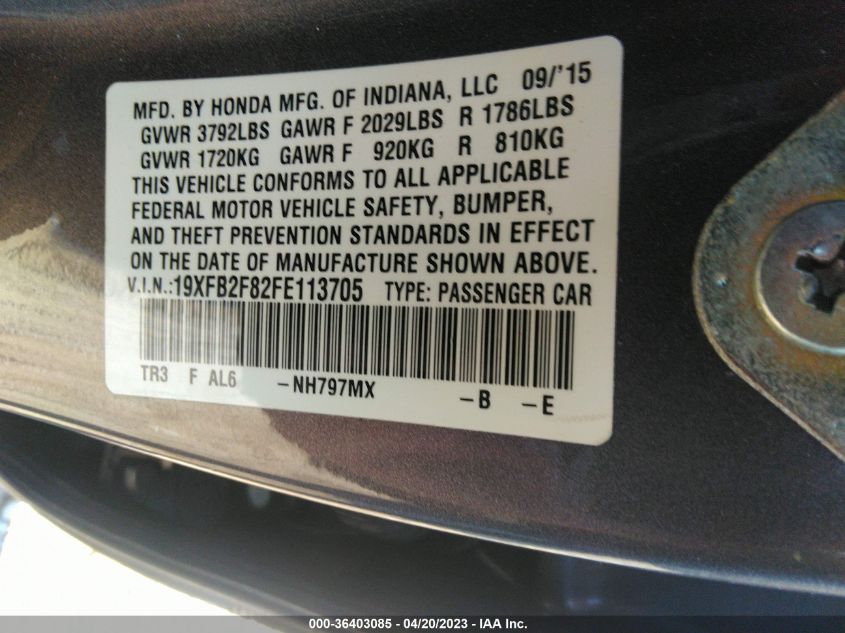 MFD. BY HONDA MFG. OF INDIANA, LLC 09/'15
GVWR 3792LBS GAWR F 2029LBS R 1786LBS
GVWR 1720KG GAWR F 920KG R 810KG
THIS VEHICLE CONFORMS TO ALL APPLICABLE
FEDERAL MOTOR VEHICLE SAFETY, BUMPER,
AND THEFT PREVENTION STANDARDS IN EFFECT
ON THE DATE OF MANUFACTURE SHOWN ABOVE.
V.I.N.:19XFB2F82FE113705 TYPE: PASSENGER CAR
TR3 F AL6 -NH797MX -B -E
000-36403085 - 04/20/2023 - IAA Inc.